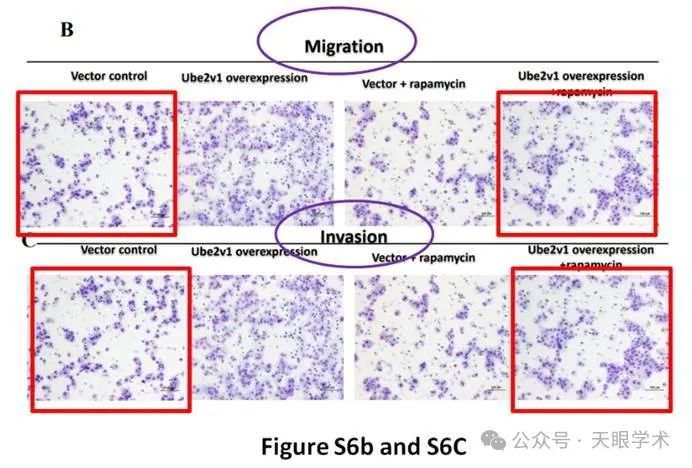 B
Migration
Vector control
Ube2v1 overexpression
Vector + rapamycin
Ube2v1 overexpression
+rapamycin
C
Invasion
Vector control
Ube2v1 overexpression
Vector + rapamycin
Ube2v1 overexpression
+rapamycin
Figure S6b and S6C
公众号·天眼学术